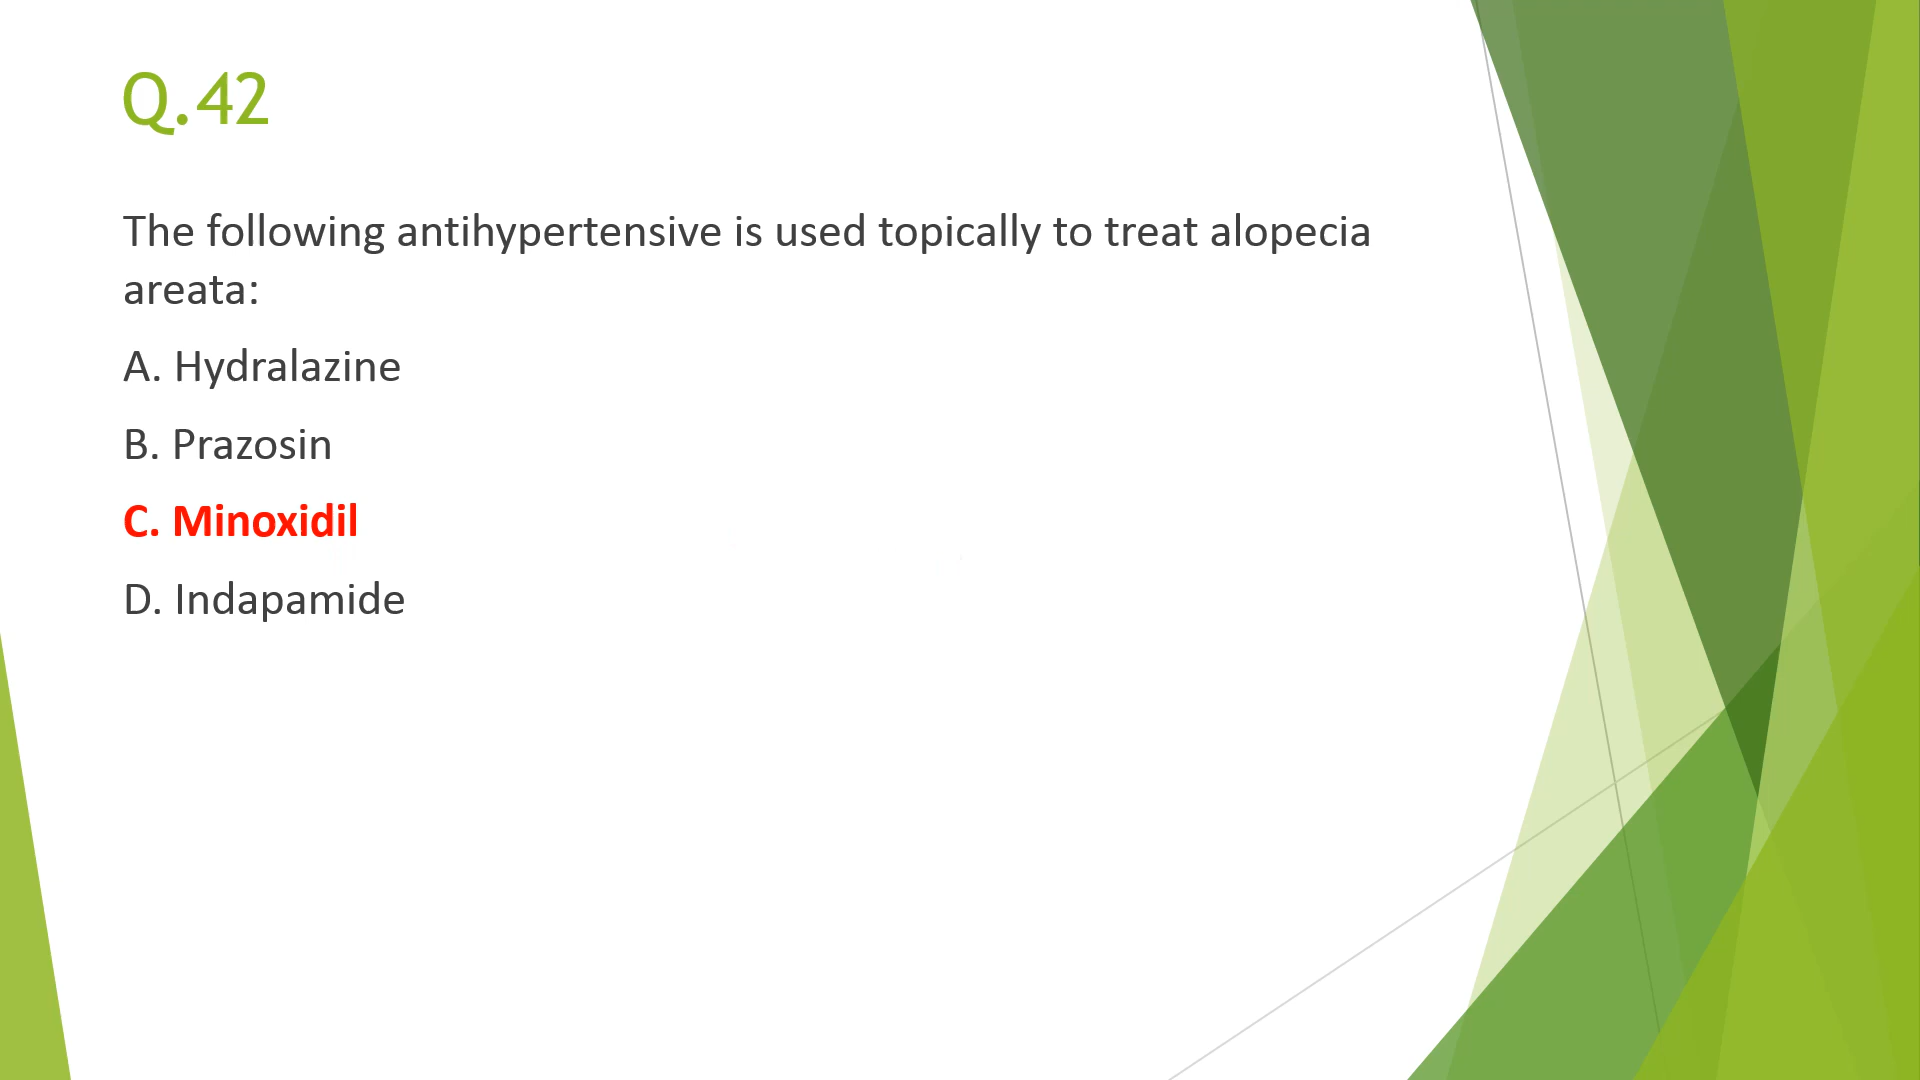 Q.42
The following antihypertensive is used topically to treat alopecia
areata:
A. Hydralazine
B. Prazosin
C. Minoxidil
D. Indapamide